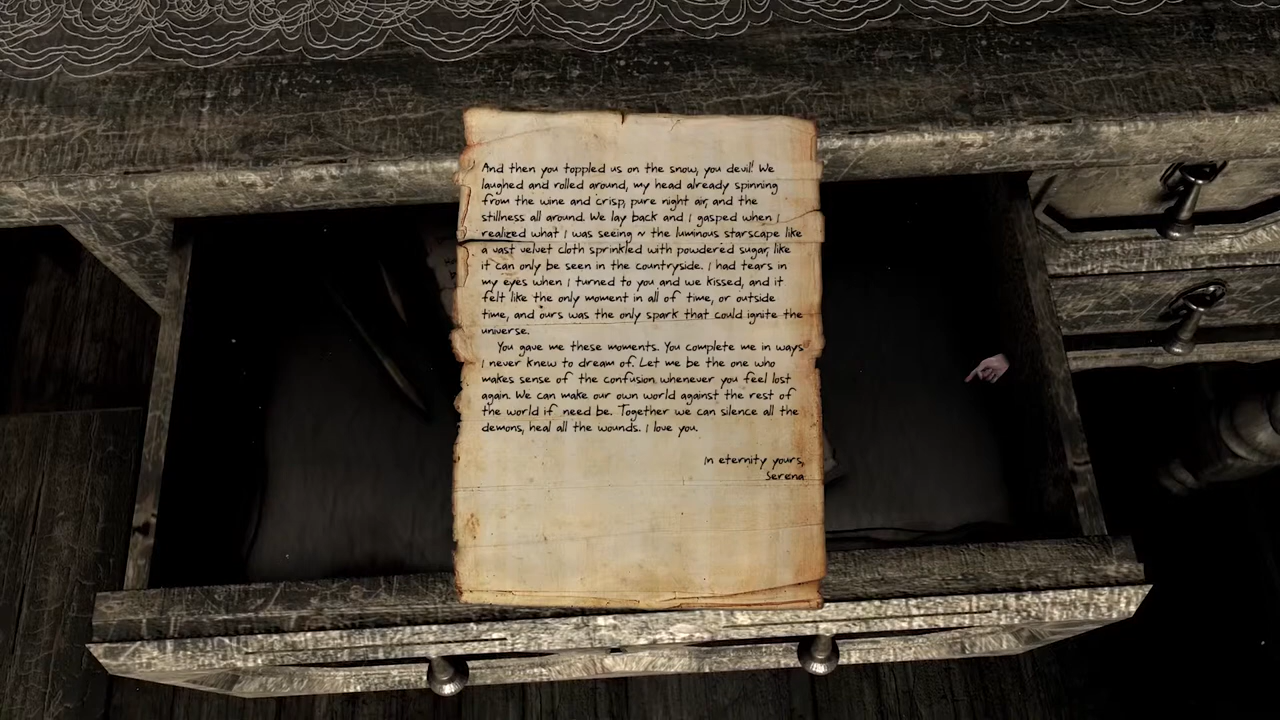 And then you toppled us on the snow, you devil! We
laughed and rolled around, my head already spinning
from the wine and crisp, pure night air, and the
stillness all around. We lay back and I gasped when I
realized what I was seeing ~ the luminous starscape like
a vast velvet cloth sprinkled with powdered sugar, like
it can only be seen in the countryside. I had tears in
my eyes when I turned to you and we kissed, and it
felt like the only moment in all of time, or outside
time, and ours was the only spark that could ignite the
universe.
You gave me these moments. You complete me in ways
I never knew to dream of. Let me be the one who
makes sense of the confusion whenever you feel lost
again. We can make our own world against the rest of
the world if need be. Together we can silence all the
demons, heal all the wounds. I love you.
In eternity yours,
Serena